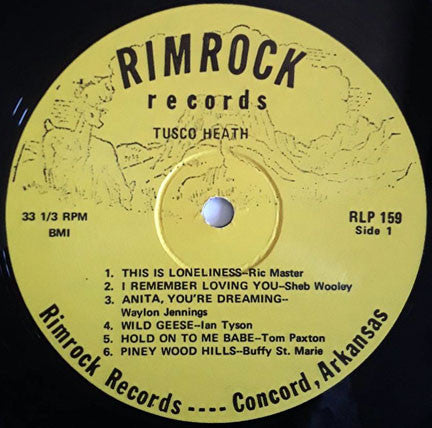 RIMROCK
records
TUSCO HEATH
33 1/3 RPM
BMI
RLP 159
Side 1
1. THIS IS LONELINESS--Ric Master
2. I REMEMBER LOVING YOU--Sheb Wooley
3. ANITA, YOU'RE DREAMING--
Waylon Jennings
4. WILD GEESE--Ian Tyson
5. HOLD ON TO ME BABE--Tom Paxton
6. PINEY WOOD HILLS--Buffy St. Marie
Rimrock Records ---- Concord, Arkansas